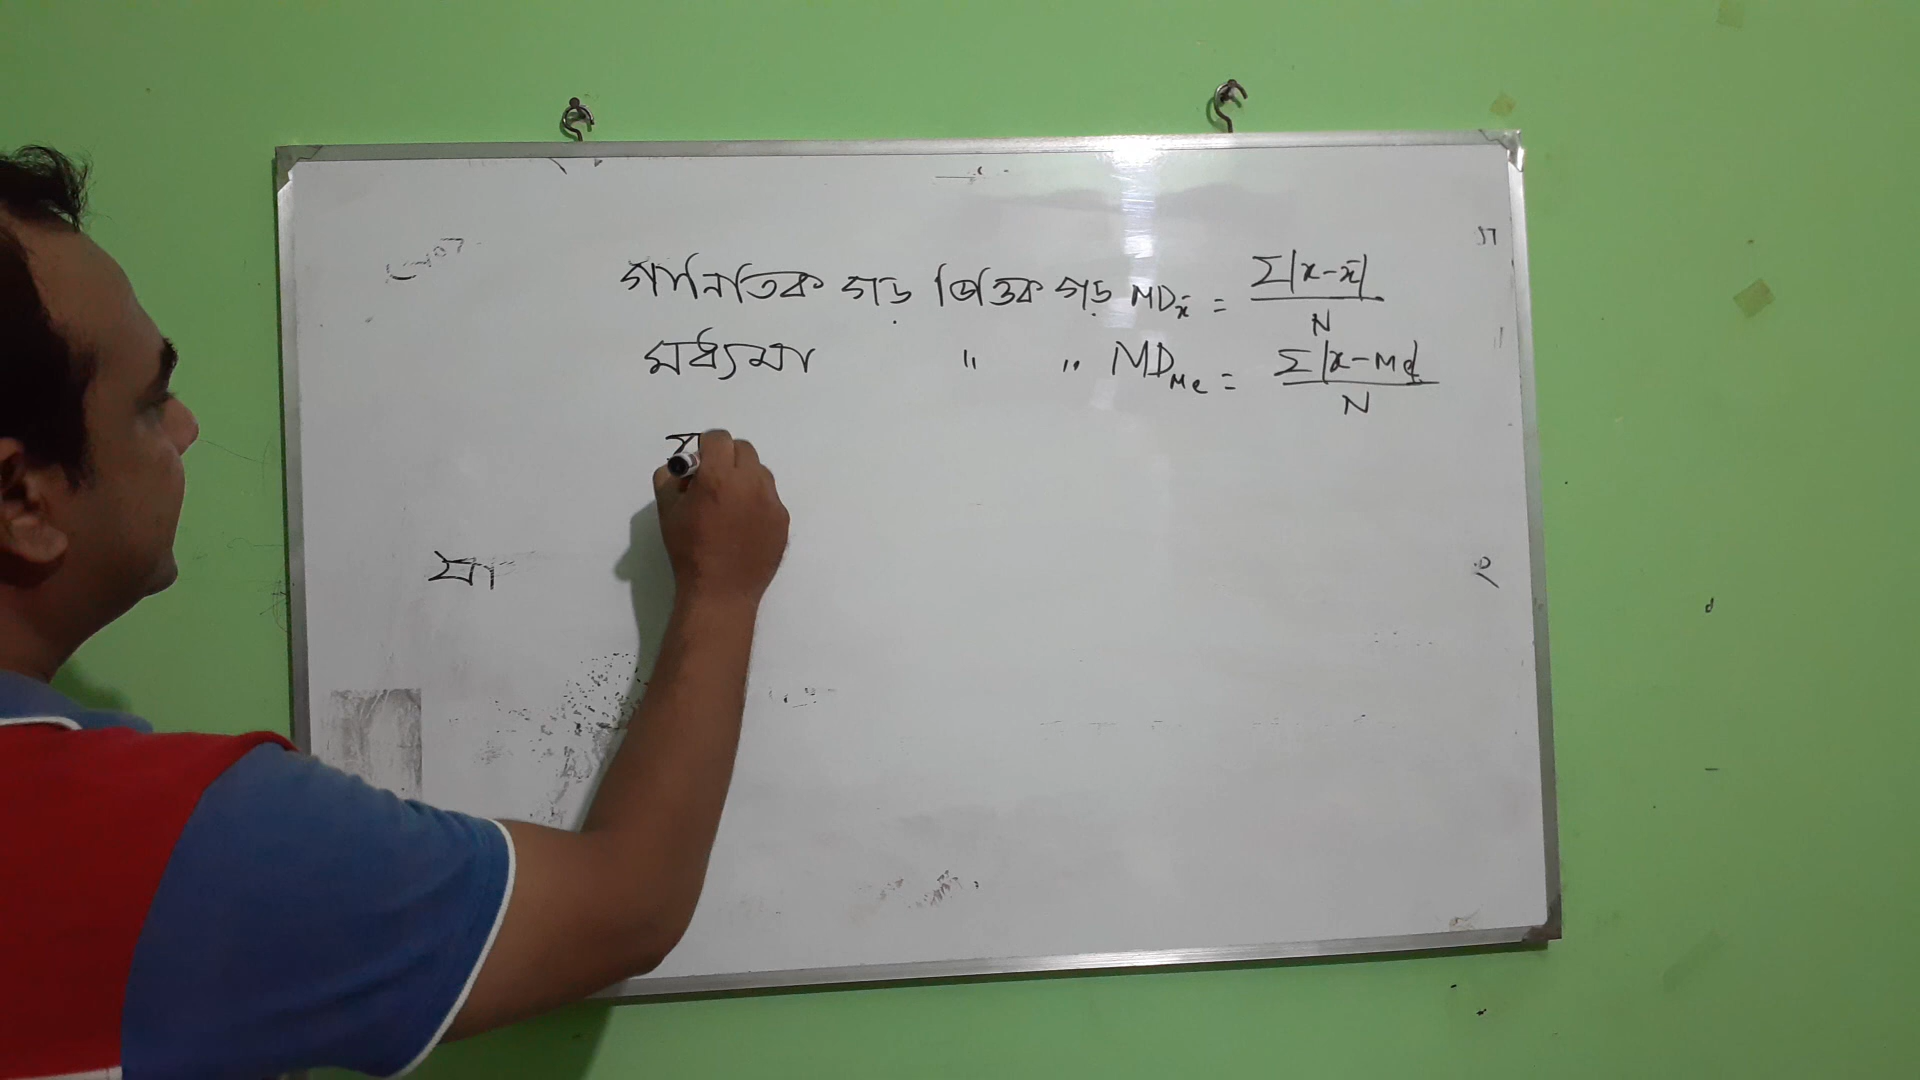 গাণিতিক গড় ভিত্তিক গড় MDx̄ = Σ|x-x̄| / N
মধ্যমা " " MDMe = Σ|x-Me| / N
য
যা